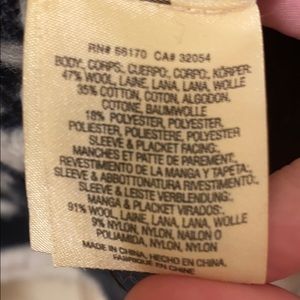 RN# 66170 CA# 32054
BODY: CORPS: CUERPO: CORPO: KÖRPER:
47% WOOL, LAINE, LANA, LANA, WOLLE
35% COTTON, COTON, ALGODON,
COTONE, BAUMWOLLE
18% POLYESTER, POLYESTER,
POLIESTER, POLIESTERE, POLYESTER
SLEEVE & PLACKET FACING:
MANCHES ET PATTE DE PAREMENT:
REVESTIMIENTO DE LA MANGA Y TAPETA:
SLEEVE & ABBOTTONATURA RIVESTIMENTO:
SLEEVE & LEISTE VERBLENDUNG:
MANGA & PLACKET VIRADOS:
91% WOOL, LAINE, LANA, LANA, WOLLE
9% NYLON, NYLON, NAILON O
POLIAMIDA, NYLON, NYLON
MADE IN CHINA, HECHO EN CHINA,
FABRIQUE EN CHINE